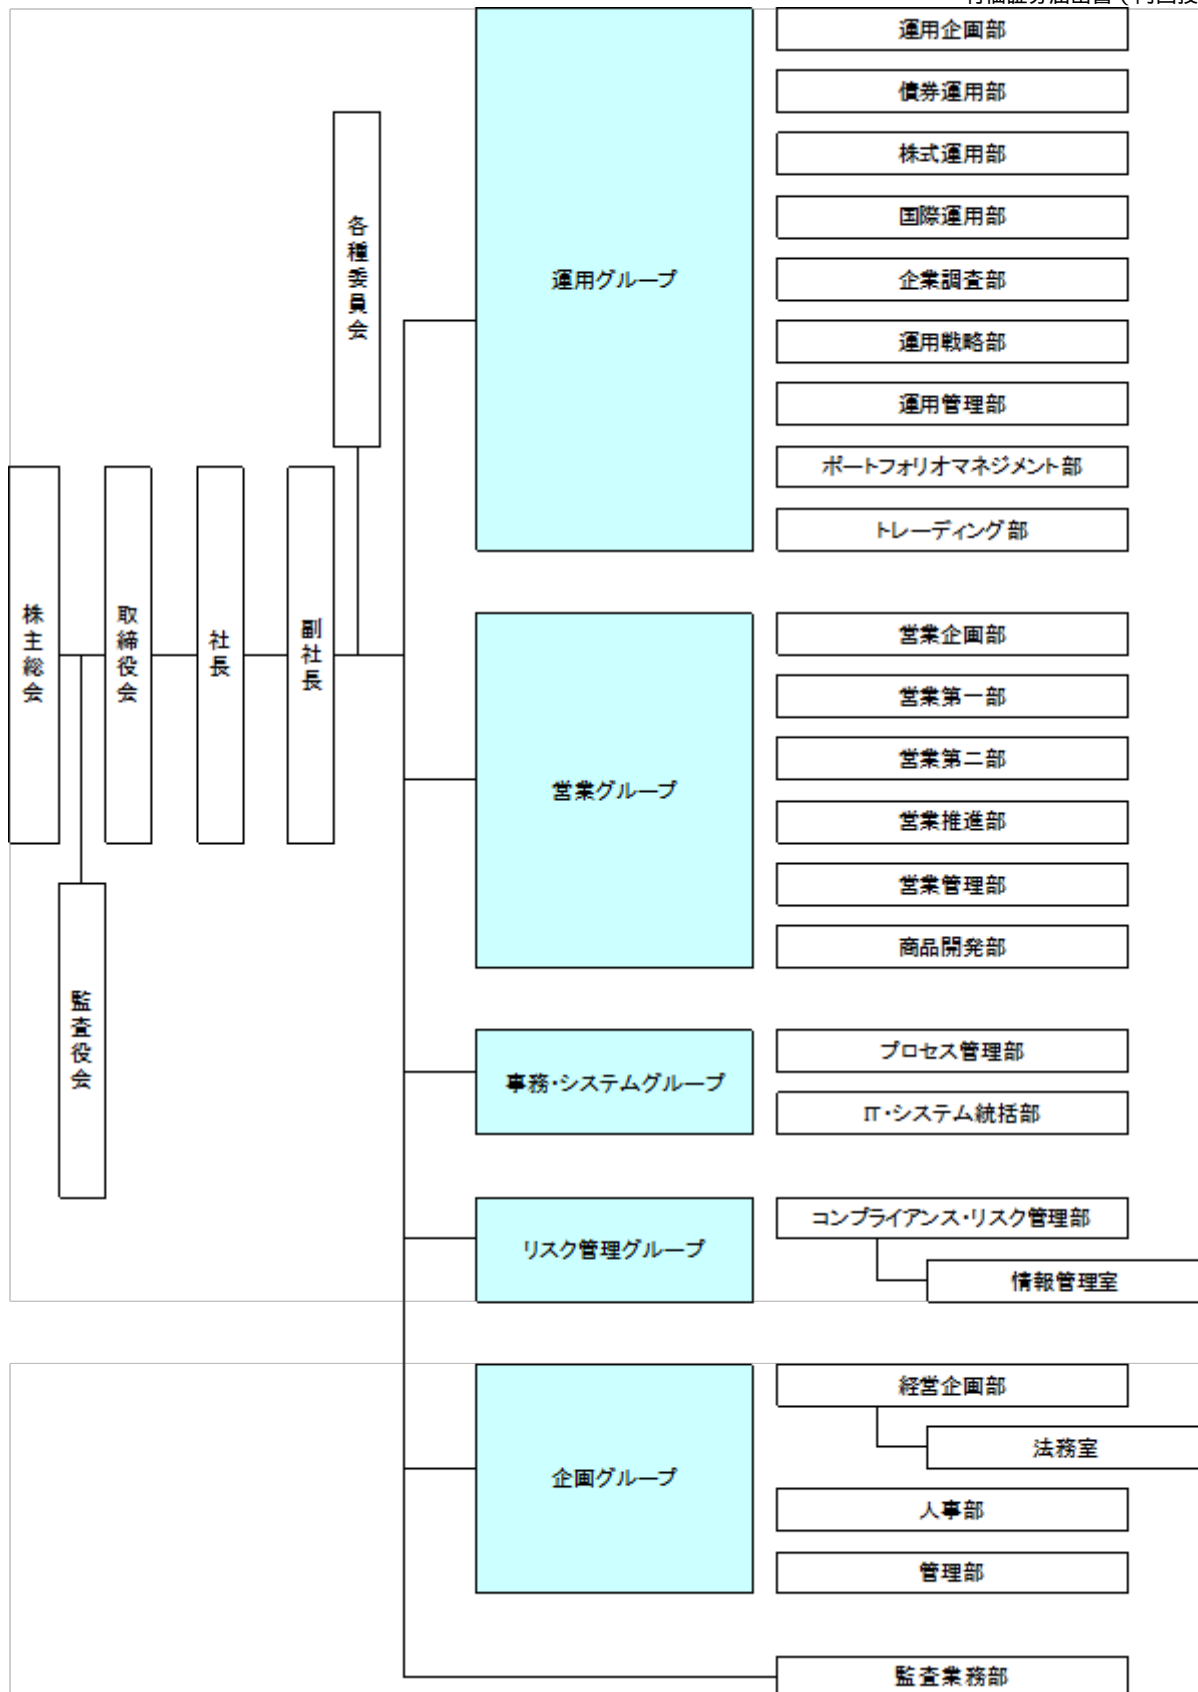 運用企画部
債券運用部
株式運用部
国際運用部
企業調査部
運用戦略部
運用管理部
ポートフォリオマネジメント部
トレーディング部
各種委員会
運用グループ
株主総会
取締役会
社長
副社長
監査役会
営業グループ
営業企画部
営業第一部
営業第二部
営業推進部
営業管理部
商品開発部
事務・システムグループ
プロセス管理部
IT・システム統括部
リスク管理グループ
コンプライアンス・リスク管理部
情報管理室
企画グループ
経営企画部
法務室
人事部
管理部
監査業務部